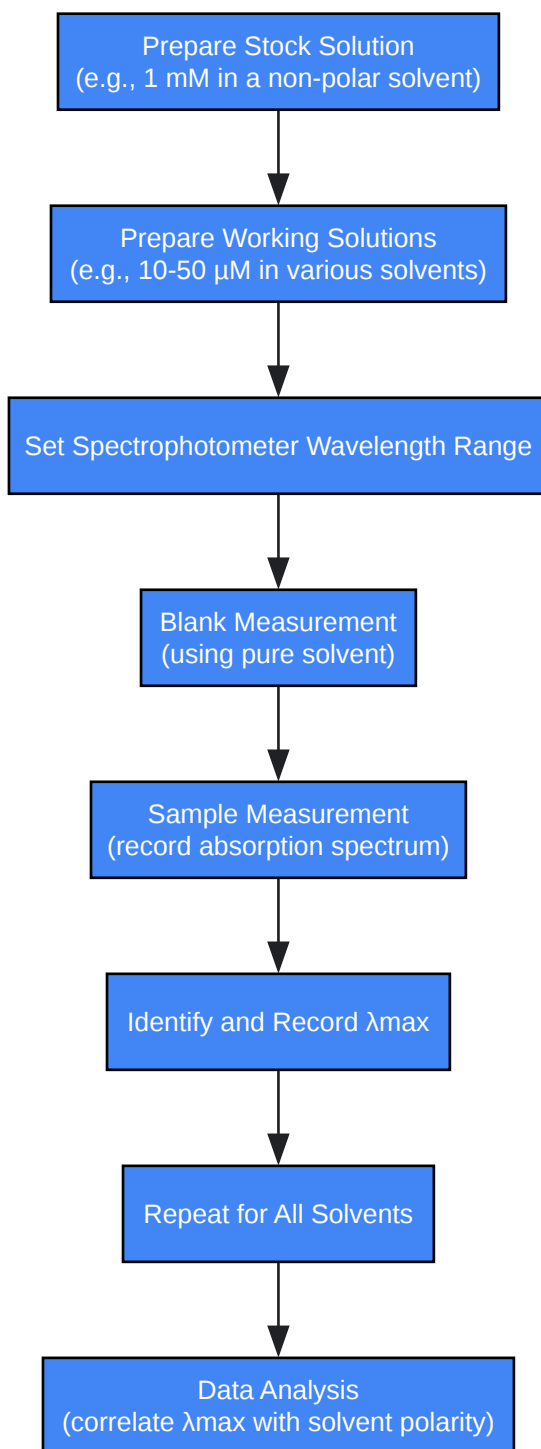 Prepare Stock Solution
(e.g., 1 mM in a non-polar solvent)
Prepare Working Solutions
(e.g., 10-50 µM in various solvents)
Set Spectrophotometer Wavelength Range
Blank Measurement
(using pure solvent)
Sample Measurement
(record absorption spectrum)
Identify and Record λmax
Repeat for All Solvents
Data Analysis
(correlate λmax with solvent polarity)